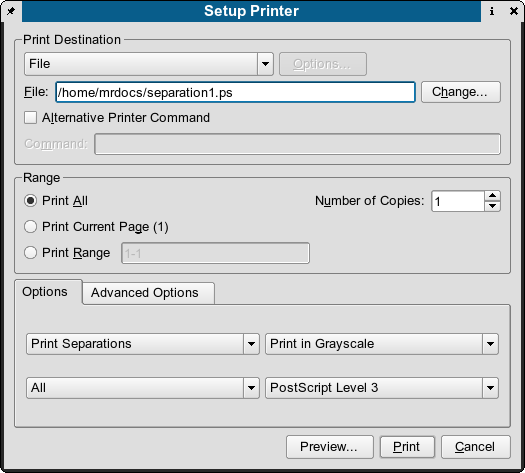 Setup Printer
Print Destination
File Options...
File: /home/mrdocs/separation1.ps Change...
Alternative Printer Command
Command:
Range
Print All Number of Copies: 1
Print Current Page (1)
Print Range 1-1
Options Advanced Options
Print Separations Print in Grayscale
All PostScript Level 3
Preview... Print Cancel